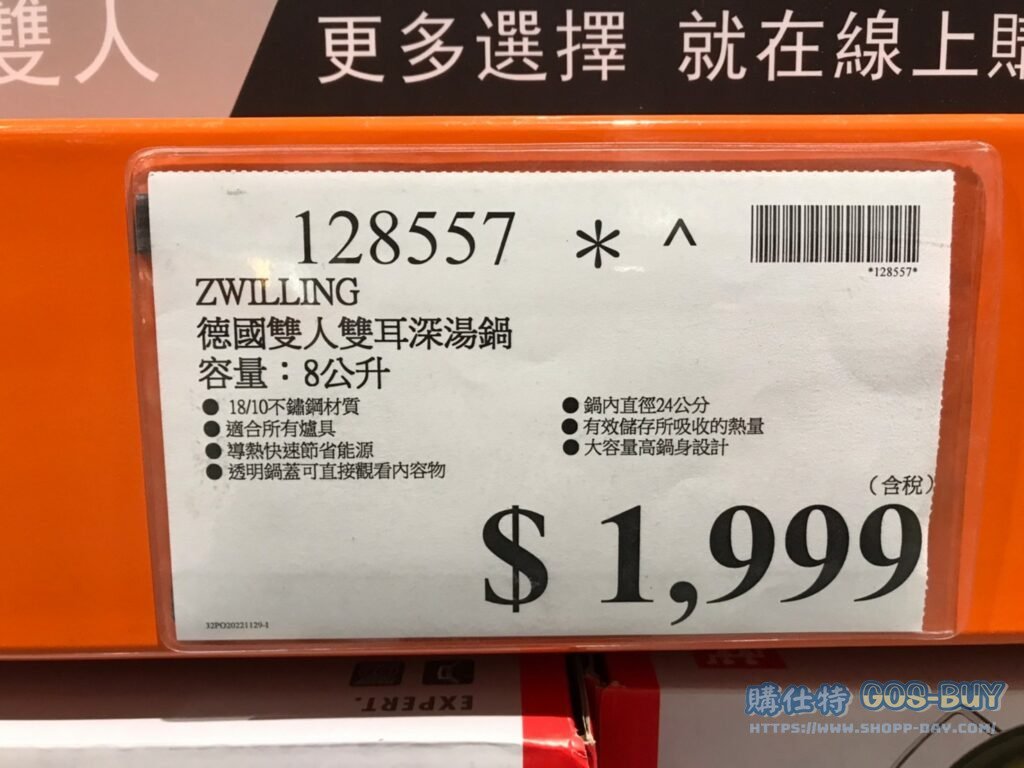 雙人
更多選擇 就在線上購
128557 * ^
*128557*
ZWILLING
德國雙人雙耳深湯鍋
容量：8公升
● 18/10不鏽鋼材質
● 適合所有爐具
● 導熱快速節省能源
● 透明鍋蓋可直接觀看內容物
● 鍋內直徑24公分
● 有效儲存所吸收的熱量
● 大容量高鍋身設計
（含稅）
$ 1,999
32PO20221129-1
EXPERT.
購仕特 GOS-BUY
HTTPS://WWW.SHOPP-DAY.COM/